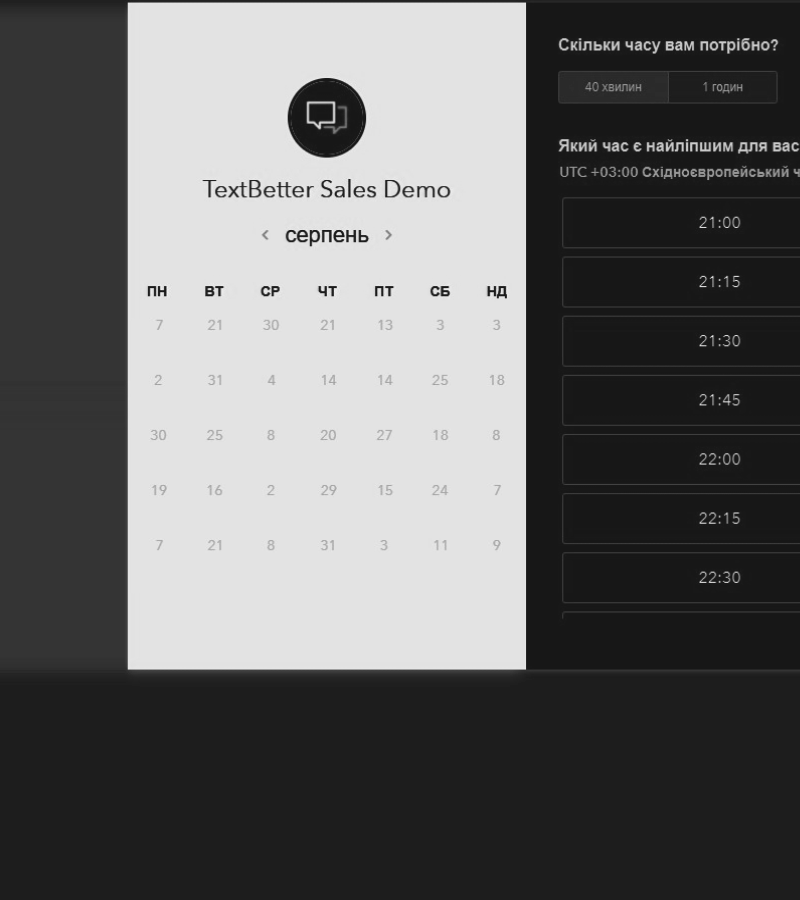 TextBetter Sales Demo
серпень
ПН ВТ СР ЧТ ПТ СБ НД
7 21 30 21 13 3 3
2 31 4 14 14 25 18
30 25 8 20 27 18 8
19 16 2 29 15 24 7
7 21 8 31 3 11 9
Скільки часу вам потрібно?
40 хвилин 1 годин
Який час є найліпшим для вас
UTC +03:00 Східноєвропейський ч
21:00
21:15
21:30
21:45
22:00
22:15
22:30